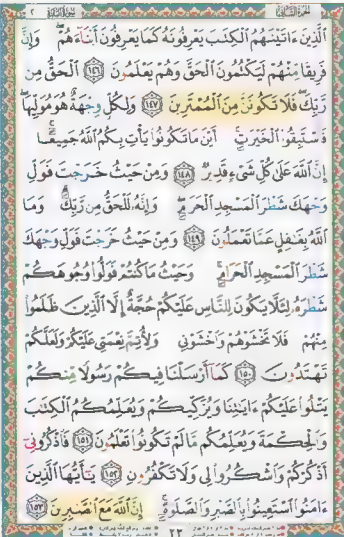 الجزء الثاني سورة البقرة ٢
الَّذِينَ ءَاتَيْنَٰهُمُ الْكِتَٰبَ يَعْرِفُونَهُ كَمَا يَعْرِفُونَ أَبْنَاءَهُمْ وَإِنَّ
فَرِيقًا مِّنْهُمْ لَيَكْتُمُونَ الْحَقَّ وَهُمْ يَعْلَمُونَ ١٤٦ الْحَقُّ مِن
رَّبِّكَ فَلَا تَكُونَنَّ مِنَ الْمُمْتَرِينَ ١٤٧ وَلِكُلٍّ وِجْهَةٌ هُوَ مُوَلِّيهَا
فَاسْتَبِقُوا الْخَيْرَٰتِ أَيْنَ مَا تَكُونُوا يَأْتِ بِكُمُ اللَّهُ جَمِيعًا
إِنَّ اللَّهَ عَلَىٰ كُلِّ شَىْءٍ قَدِيرٌ ١٤٨ وَمِنْ حَيْثُ خَرَجْتَ فَوَلِّ
وَجْهَكَ شَطْرَ الْمَسْجِدِ الْحَرَامِ وَإِنَّهُ لَلْحَقُّ مِن رَّبِّكَ وَمَا
اللَّهُ بِغَٰفِلٍ عَمَّا تَعْمَلُونَ ١٤٩ وَمِنْ حَيْثُ خَرَجْتَ فَوَلِّ وَجْهَكَ
شَطْرَ الْمَسْجِدِ الْحَرَامِ وَحَيْثُ مَا كُنتُمْ فَوَلُّوا وُجُوهَكُمْ
شَطْرَهُ لِئَلَّا يَكُونَ لِلنَّاسِ عَلَيْكُمْ حُجَّةٌ إِلَّا الَّذِينَ ظَلَمُوا
مِنْهُمْ فَلَا تَخْشَوْهُمْ وَاخْشَوْنِى وَلِأُتِمَّ نِعْمَتِى عَلَيْكُمْ وَلَعَلَّكُمْ
تَهْتَدُونَ ١٥٠ كَمَا أَرْسَلْنَا فِيكُمْ رَسُولًا مِّنكُمْ
يَتْلُوا عَلَيْكُمْ ءَايَٰتِنَا وَيُزَكِّيكُمْ وَيُعَلِّمُكُمُ الْكِتَٰبَ
وَالْحِكْمَةَ وَيُعَلِّمُكُم مَّا لَمْ تَكُونُوا تَعْلَمُونَ ١٥١ فَاذْكُرُونِى
أَذْكُرْكُمْ وَاشْكُرُوا لِى وَلَا تَكْفُرُونِ ١٥٢ يَٰأَيُّهَا الَّذِينَ
ءَامَنُوا اسْتَعِينُوا بِالصَّبْرِ وَالصَّلَوٰةِ إِنَّ اللَّهَ مَعَ الصَّٰبِرِينَ ١٥٣
٢٣